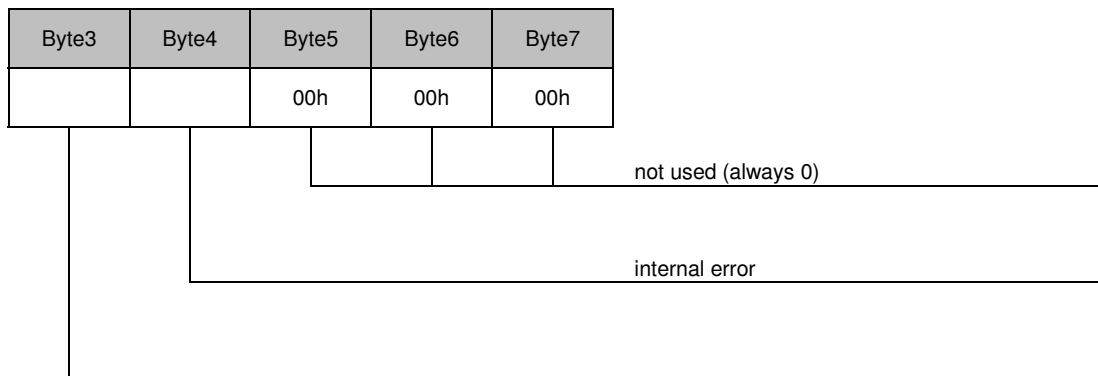 Byte3 Byte4 Byte5 Byte6 Byte7
00h 00h 00h
not used (always 0)
internal error